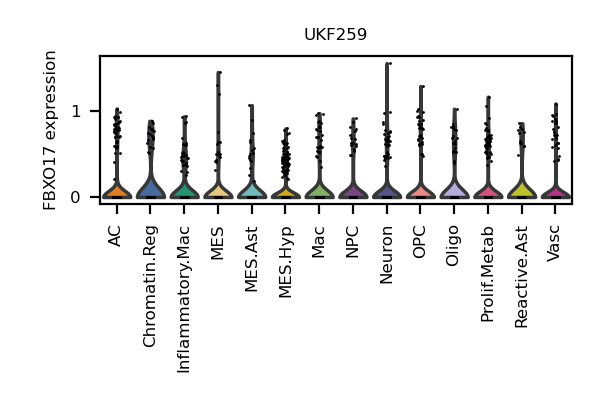 UKF259
FBXO17 expression
1
0
AC
Chromatin.Reg
Inflammatory.Mac
MES
MES.Ast
MES.Hyp
Mac
NPC
Neuron
OPC
Oligo
Prolif.Metab
Reactive.Ast
Vasc